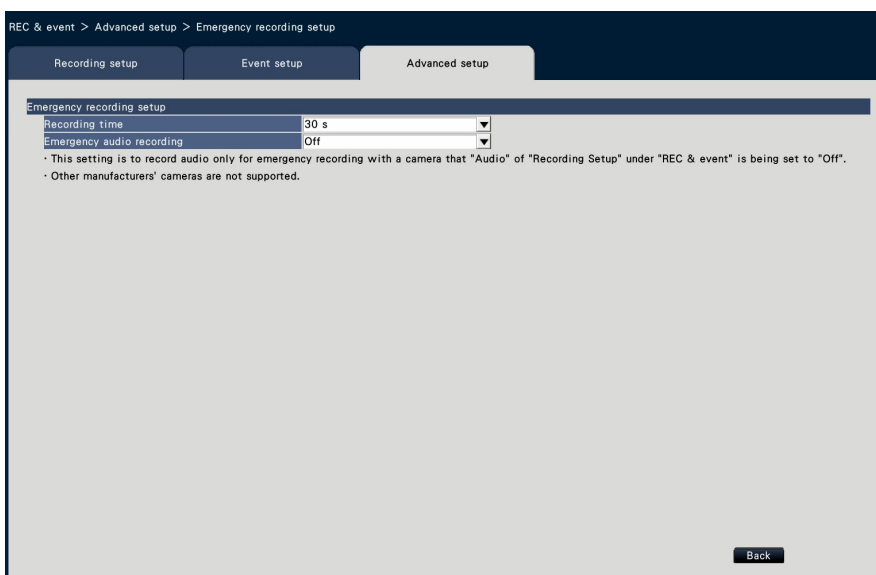 REC & event > Advanced setup > Emergency recording setup
Recording setup
Event setup
Advanced setup
Emergency recording setup
Recording time
30 s
Emergency audio recording
Off
・This setting is to record audio only for emergency recording with a camera that "Audio" of "Recording Setup" under "REC & event" is being set to "Off".
・Other manufacturers' cameras are not supported.
Back